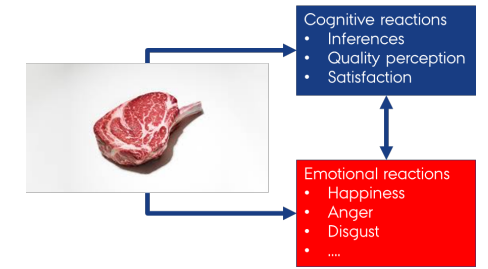 Cognitive reactions
• Inferences
• Quality perception
• Satisfaction
Emotional reactions
• Happiness
• Anger
• Disgust
• ....